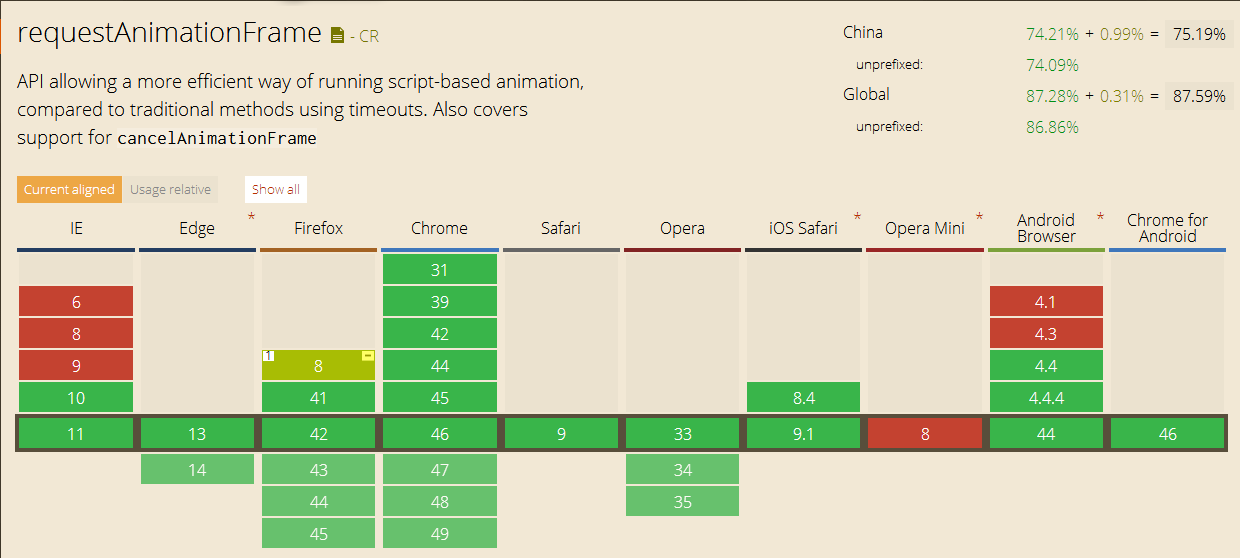 requestAnimationFrame - CR
API allowing a more efficient way of running script-based animation,
compared to traditional methods using timeouts. Also covers
support for cancelAnimationFrame
China 74.21% + 0.99% = 75.19%
unprefixed: 74.09%
Global 87.28% + 0.31% = 87.59%
unprefixed: 86.86%
Current aligned Usage relative Show all
IE Edge * Firefox Chrome Safari Opera iOS Safari * Opera Mini * Android Browser * Chrome for Android
31
6 39 4.1
8 42 4.3
9 1 8 - 44 4.4
10 41 45 8.4 4.4.4
11 13 42 46 9 33 9.1 8 44 46
14 43 47 34
44 48 35
45 49